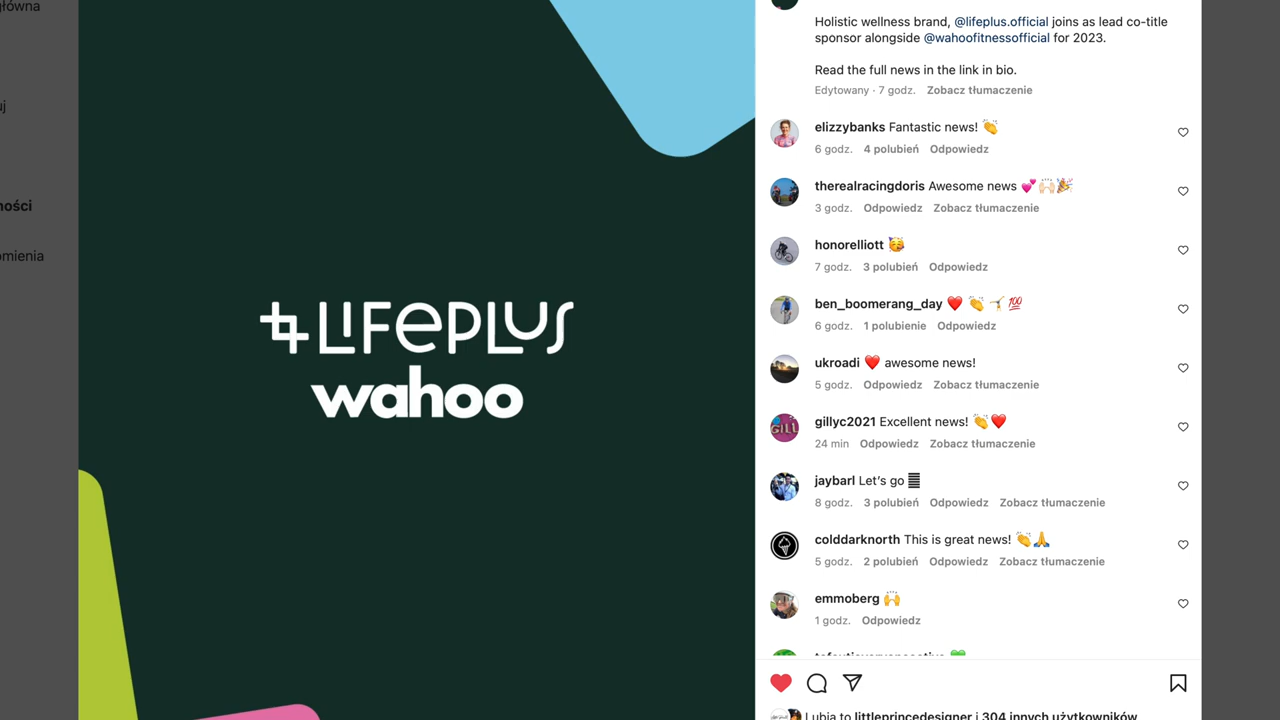 główna
uj
ności
omienia
LIFEPLUS
wahoo
Holistic wellness brand, @lifeplus.official joins as lead co-title
sponsor alongside @wahoofitnessofficial for 2023.
Read the full news in the link in bio.
Edytowany · 7 godz. Zobacz tłumaczenie
elizzybanks Fantastic news! 👏
6 godz. 4 polubień Odpowiedz
therealracingdoris Awesome news 💕🙌🏻🎉
3 godz. Odpowiedz Zobacz tłumaczenie
honorelliott 🥳
7 godz. 3 polubień Odpowiedz
ben_boomerang_day ❤️ 👏 🤸 💯
6 godz. 1 polubienie Odpowiedz
ukroadi ❤️ awesome news!
5 godz. Odpowiedz Zobacz tłumaczenie
gillyc2021 Excellent news! 👏❤️
24 min Odpowiedz Zobacz tłumaczenie
GILL
jaybarl Let’s go
8 godz. 3 polubień Odpowiedz Zobacz tłumaczenie
colddarknorth This is great news! 👏🙏
5 godz. 2 polubień Odpowiedz Zobacz tłumaczenie
emmoberg 🙌
1 godz. Odpowiedz
Lubią to littleprincedesigner i 304 innych użytkowników